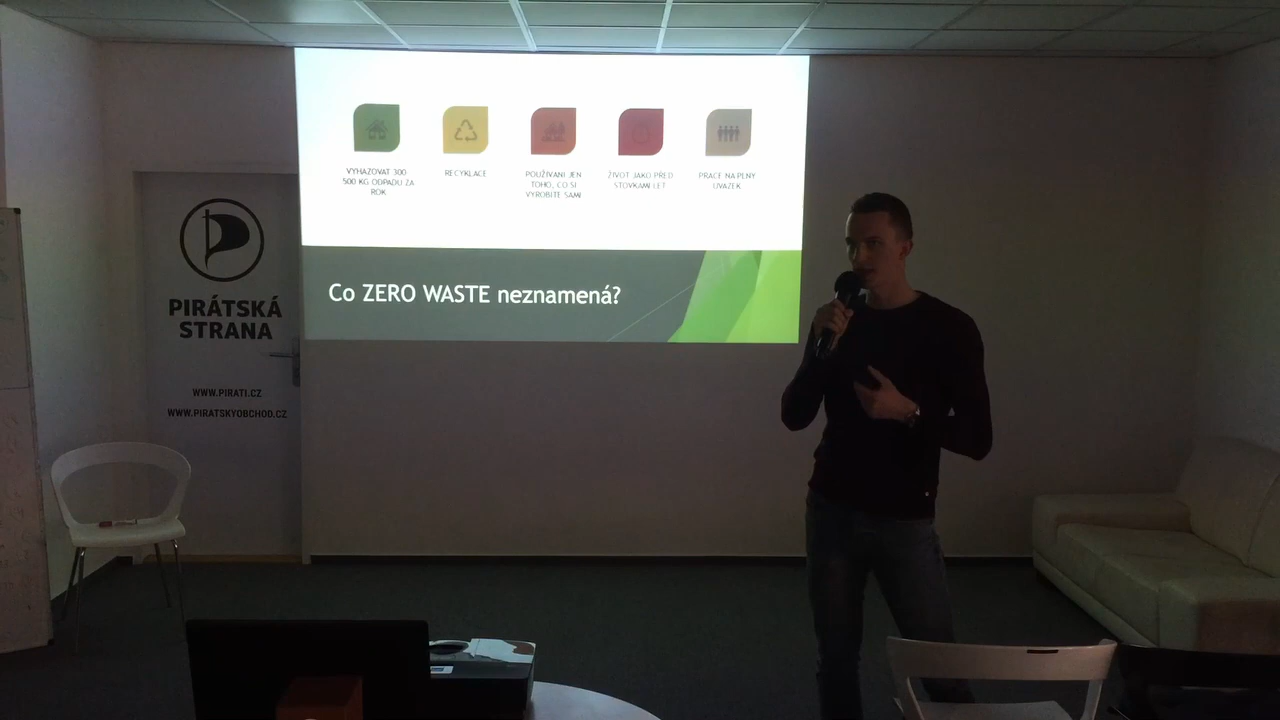 VYHAZOVAT 300
500 KG ODPADU ZA
ROK
RECYKLACE
POUŽÍVÁNÍ JEN
TOHO, CO SI
VYROBÍTE SAMI
ŽIVOT JAKO PŘED
STOVKAMI LET
PRÁCE NA PLNÝ
ÚVAZEK
Co ZERO WASTE neznamená?
PIRÁTSKÁ
STRANA
WWW.PIRATI.CZ
WWW.PIRATSKYOBCHOD.CZ